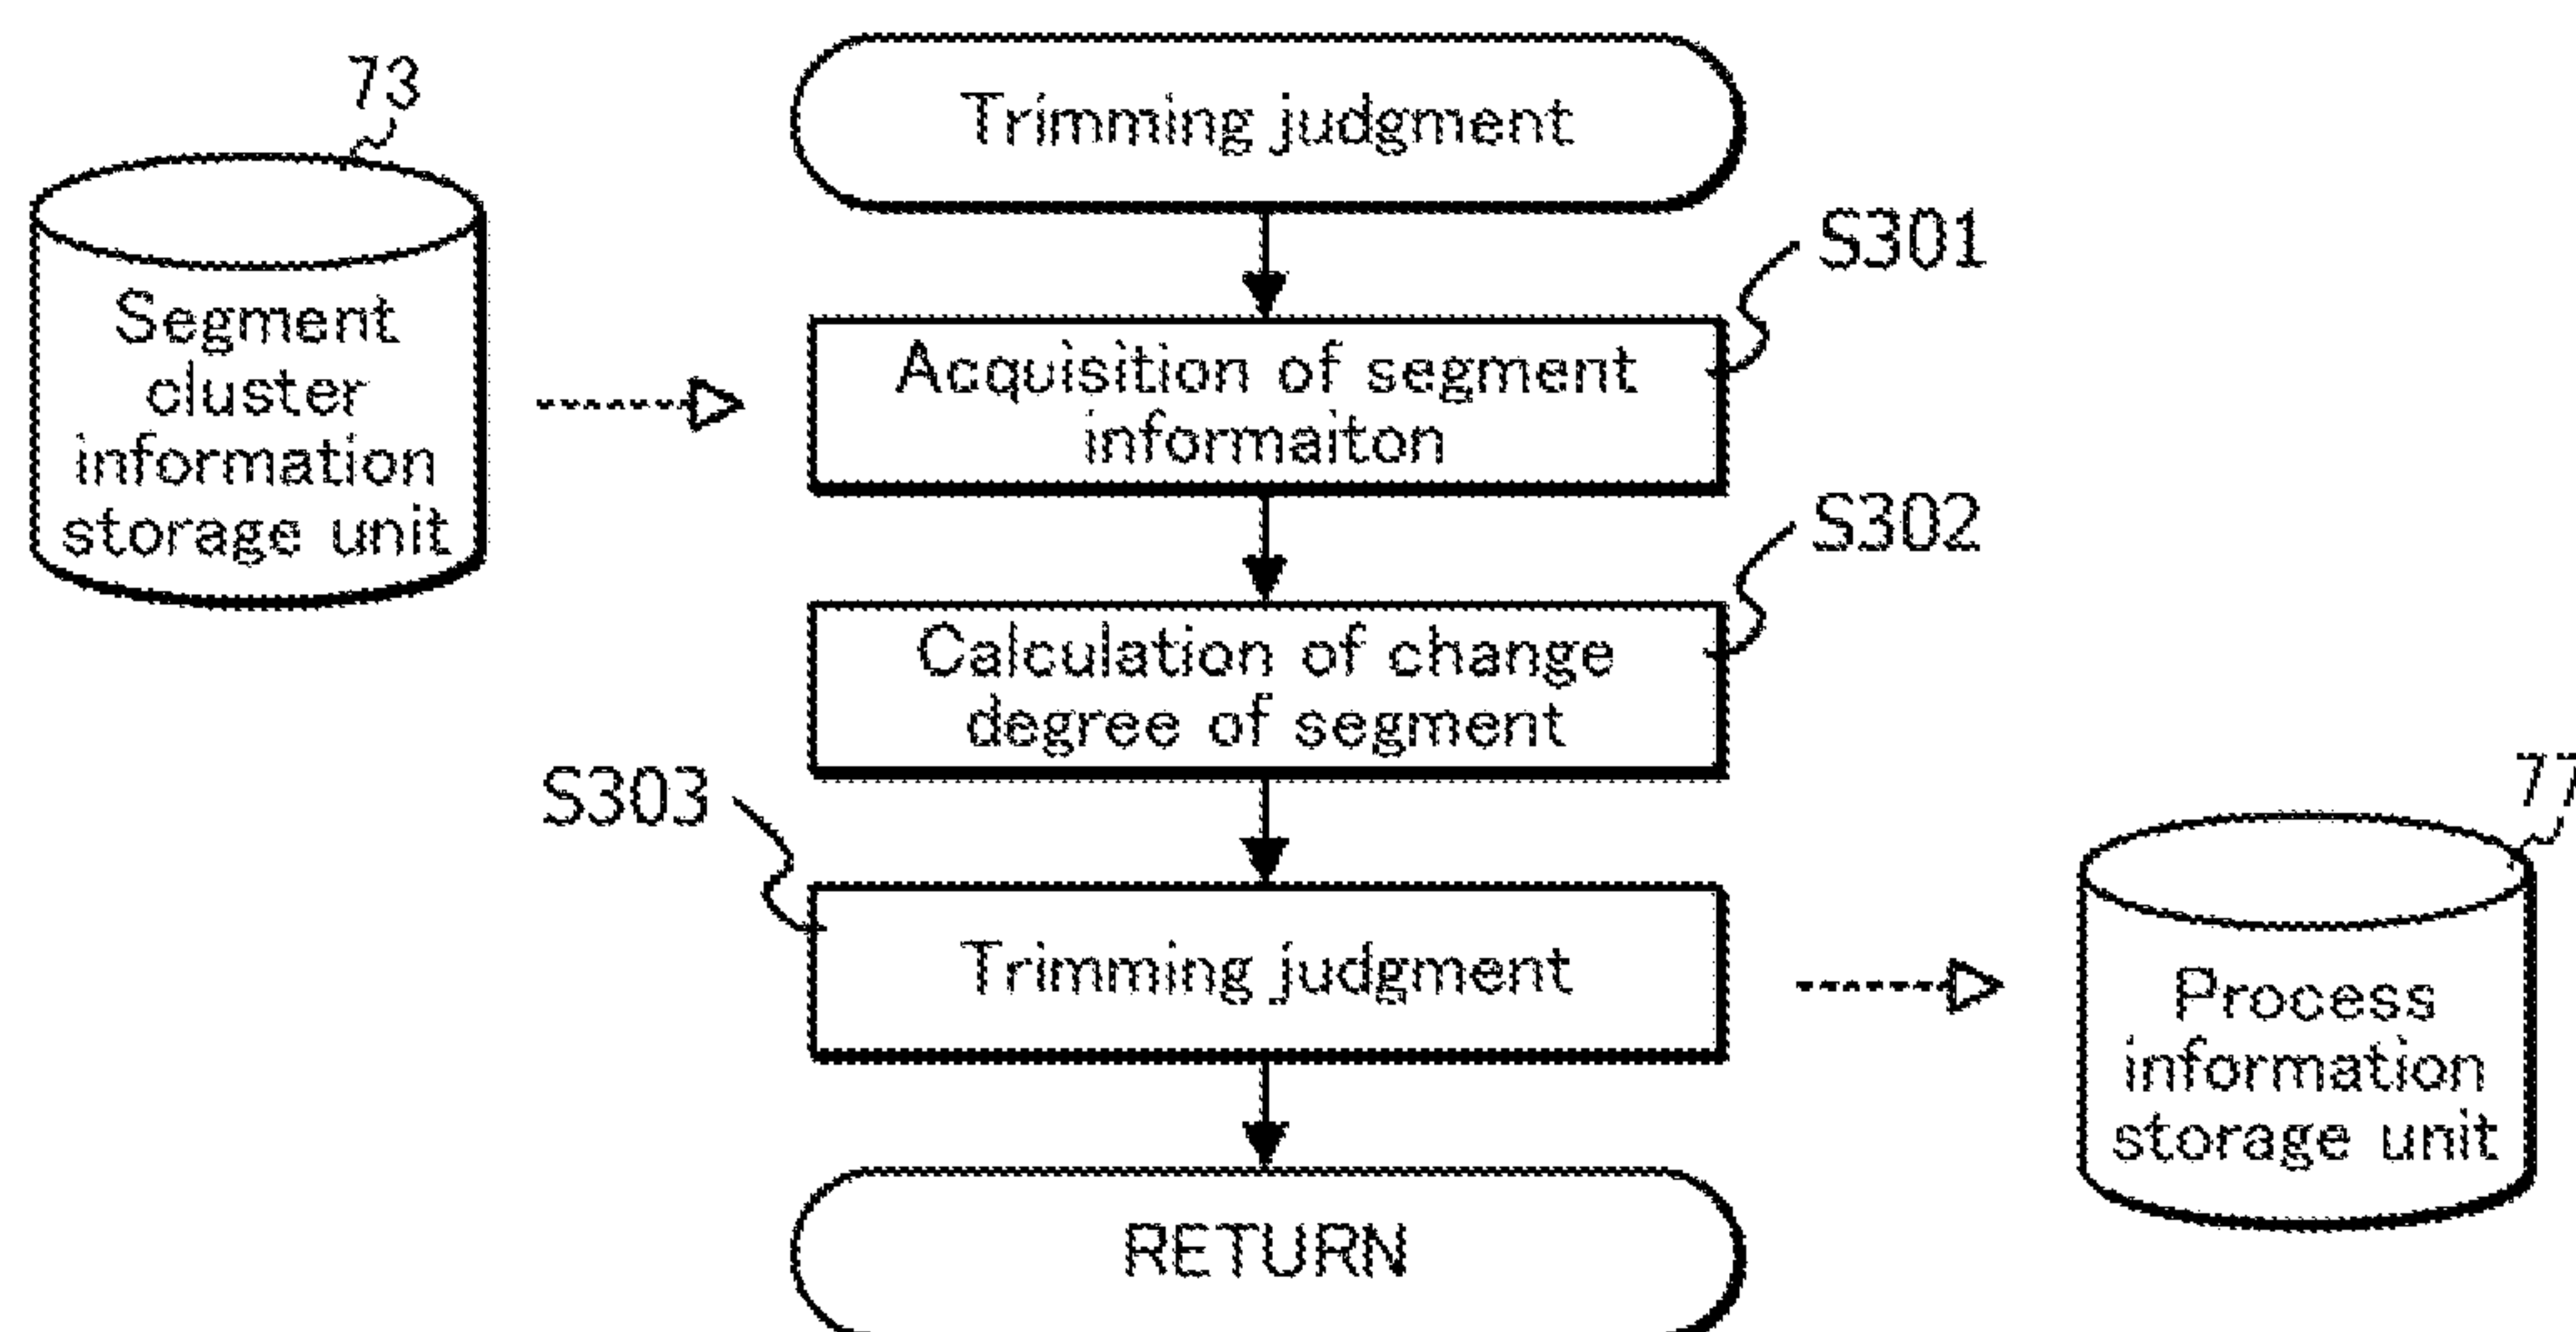 73
Segment
cluster
information
storage unit
Trimming judgment
S301
Acquisition of segment
informaiton
S302
Calculation of change
degree of segment
S303
Trimming judgment
77
Process
information
storage unit
RETURN